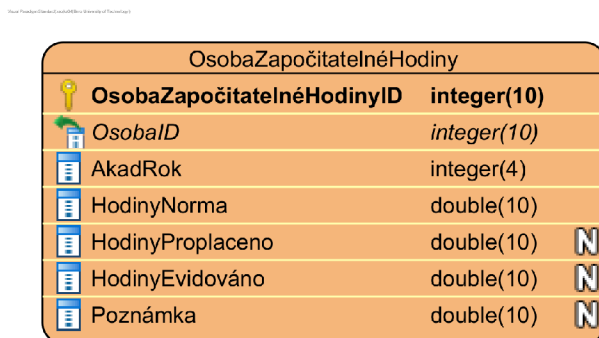 OsobaZapočitatelnéHodiny
OsobaZapočitatelnéHodinyID integer(10)
OsobaID integer(10)
AkadRok integer(4)
HodinyNorma double(10)
HodinyProplaceno double(10) N
HodinyEvidováno double(10) N
Poznámka double(10) N